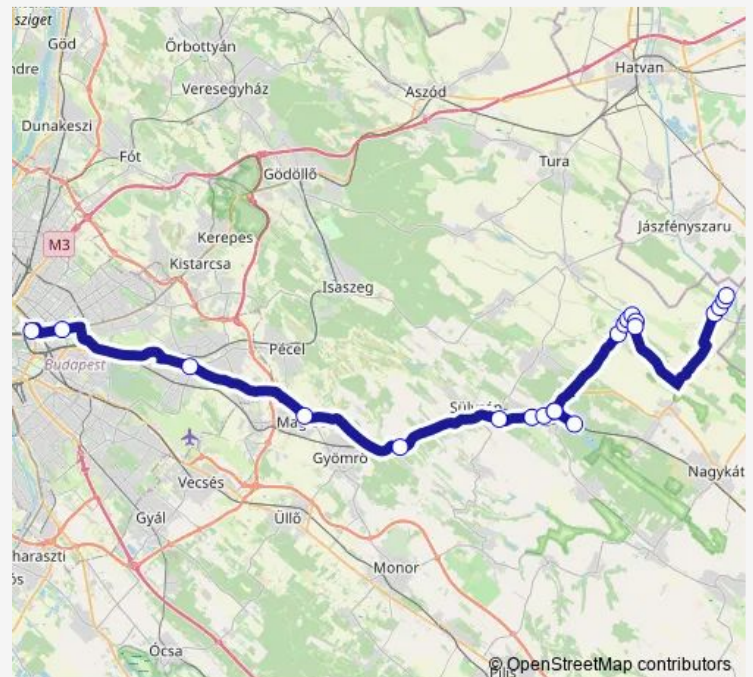 sziget
Göd
Őrbottyán
Hatvan
Veresegyház
Aszód
Dunakeszi
Fót
Tura
Gödöllő
Jászfényszaru
M3
Kerepes
Kistarcsa
Isaszeg
Pécel
Budapest
Gyömrő
Nagykát
Vecsés
Gyál
Üllő
haraszti
Monor
Ócsa
Pilis
© OpenStreetMap contributors